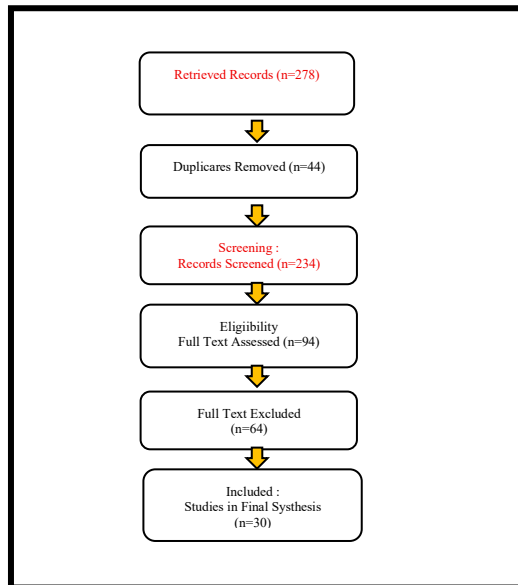 Retrieved Records (n=278)
Duplicares Removed (n=44)
Screening :
Records Screened (n=234)
Eligiibility
Full Text Assessed (n=94)
Full Text Excluded
(n=64)
Included :
Studies in Final Systhesis
(n=30)